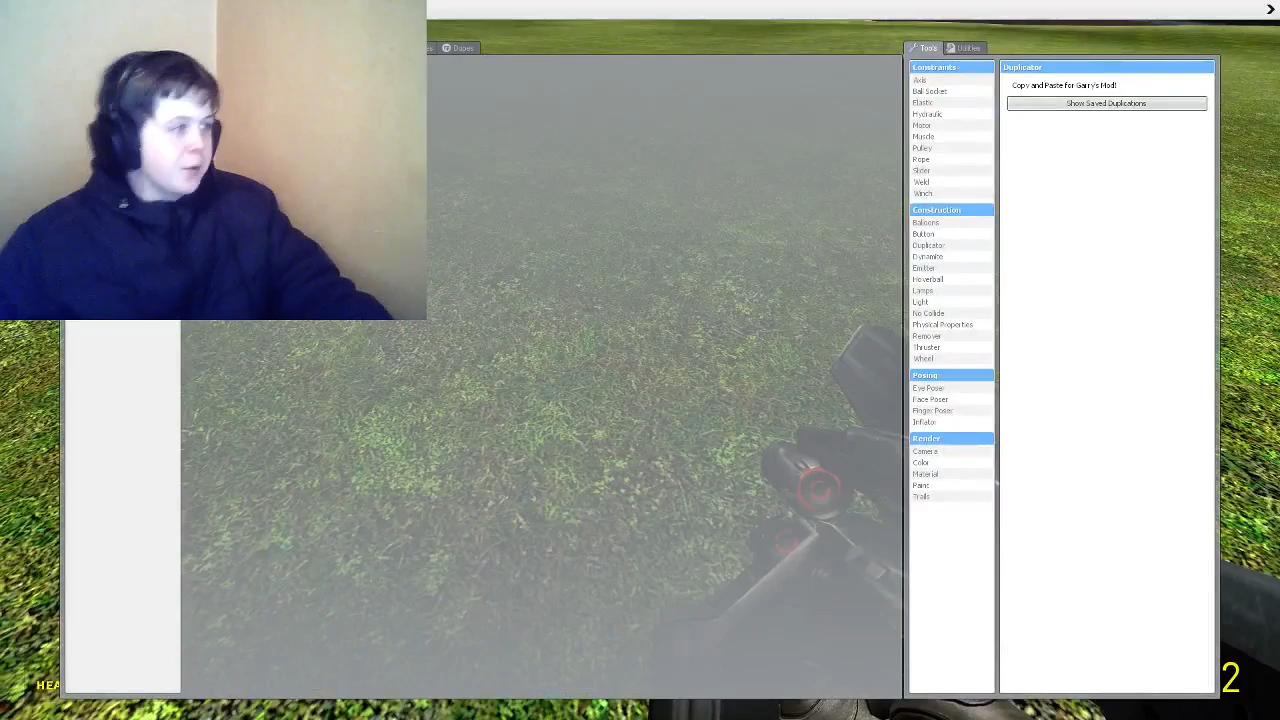 Dupes
Tools
Utilities
Constraints
Axis
Ball Socket
Elastic
Hydraulic
Motor
Muscle
Pulley
Rope
Slider
Weld
Winch
Construction
Balloons
Button
Duplicator
Dynamite
Emitter
Hoverball
Lamps
Light
No Collide
Physical Properties
Remover
Thruster
Wheel
Posing
Eye Poser
Face Poser
Finger Poser
Inflator
Render
Camera
Color
Material
Paint
Trails
Duplicator
Copy and Paste for Garry's Mod!
Show Saved Duplications
HEA
2